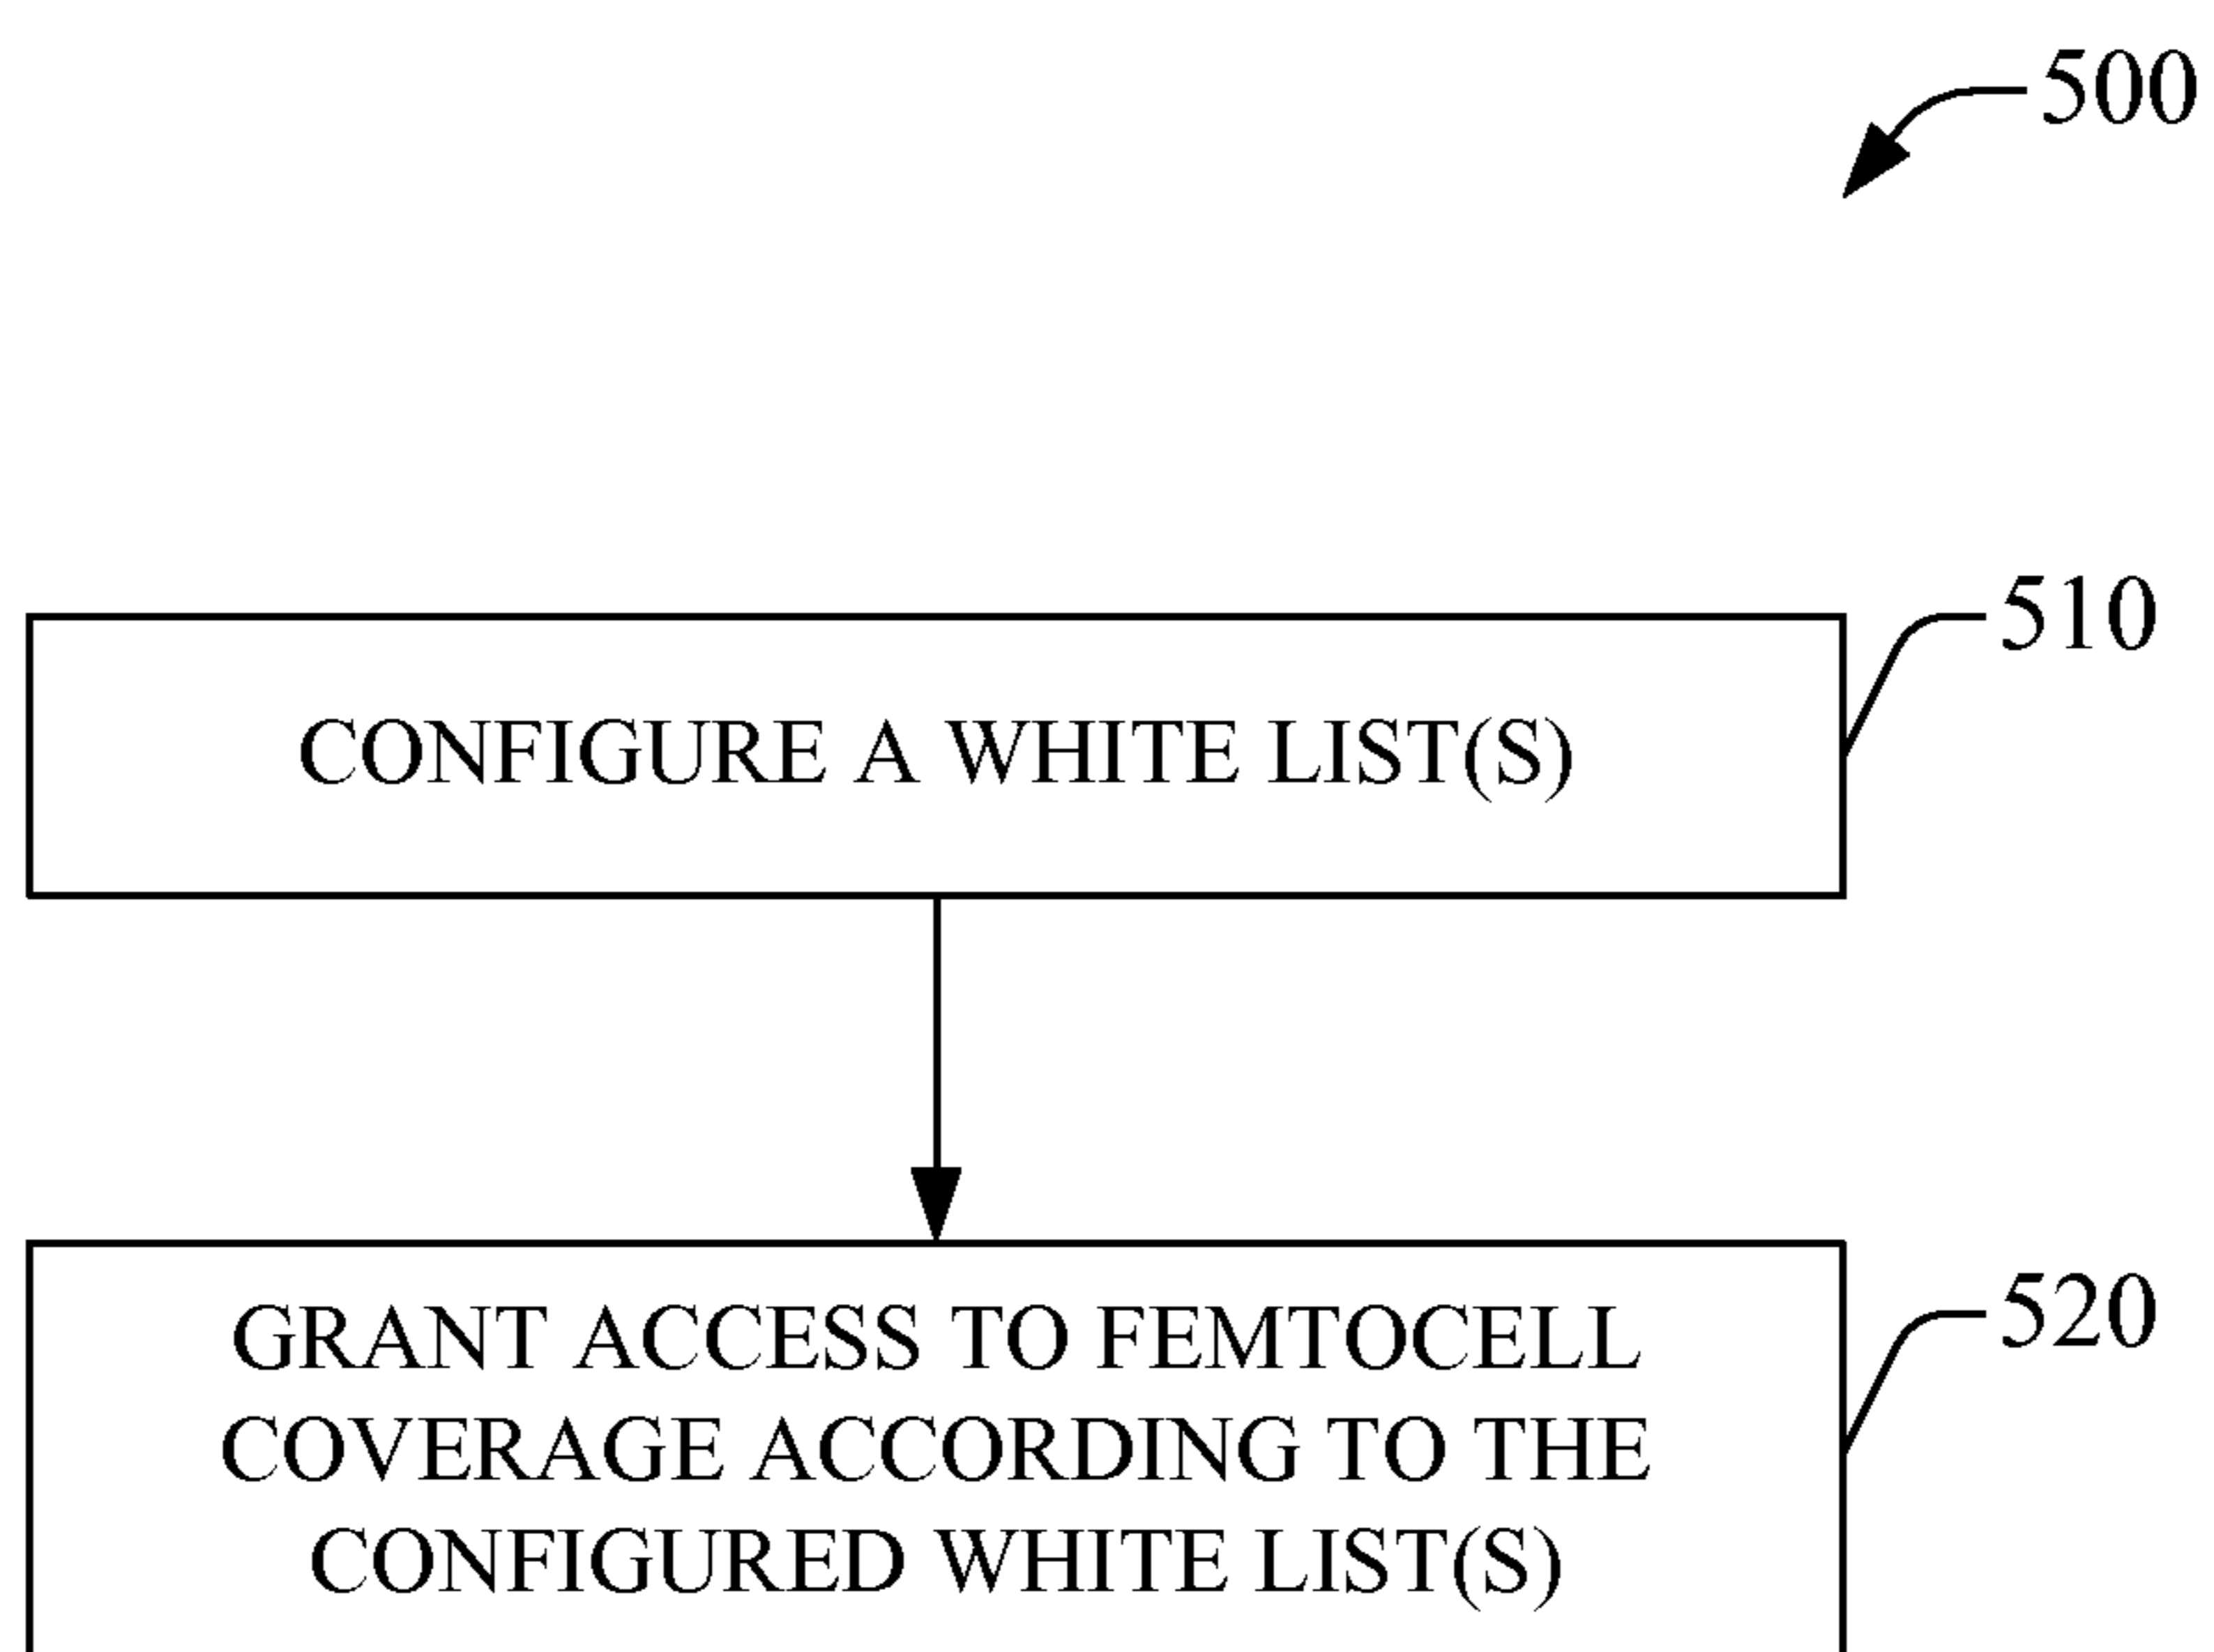 500
510
CONFIGURE A WHITE LIST(S)
520
GRANT ACCESS TO FEMTOCELL
COVERAGE ACCORDING TO THE
CONFIGURED WHITE LIST(S)